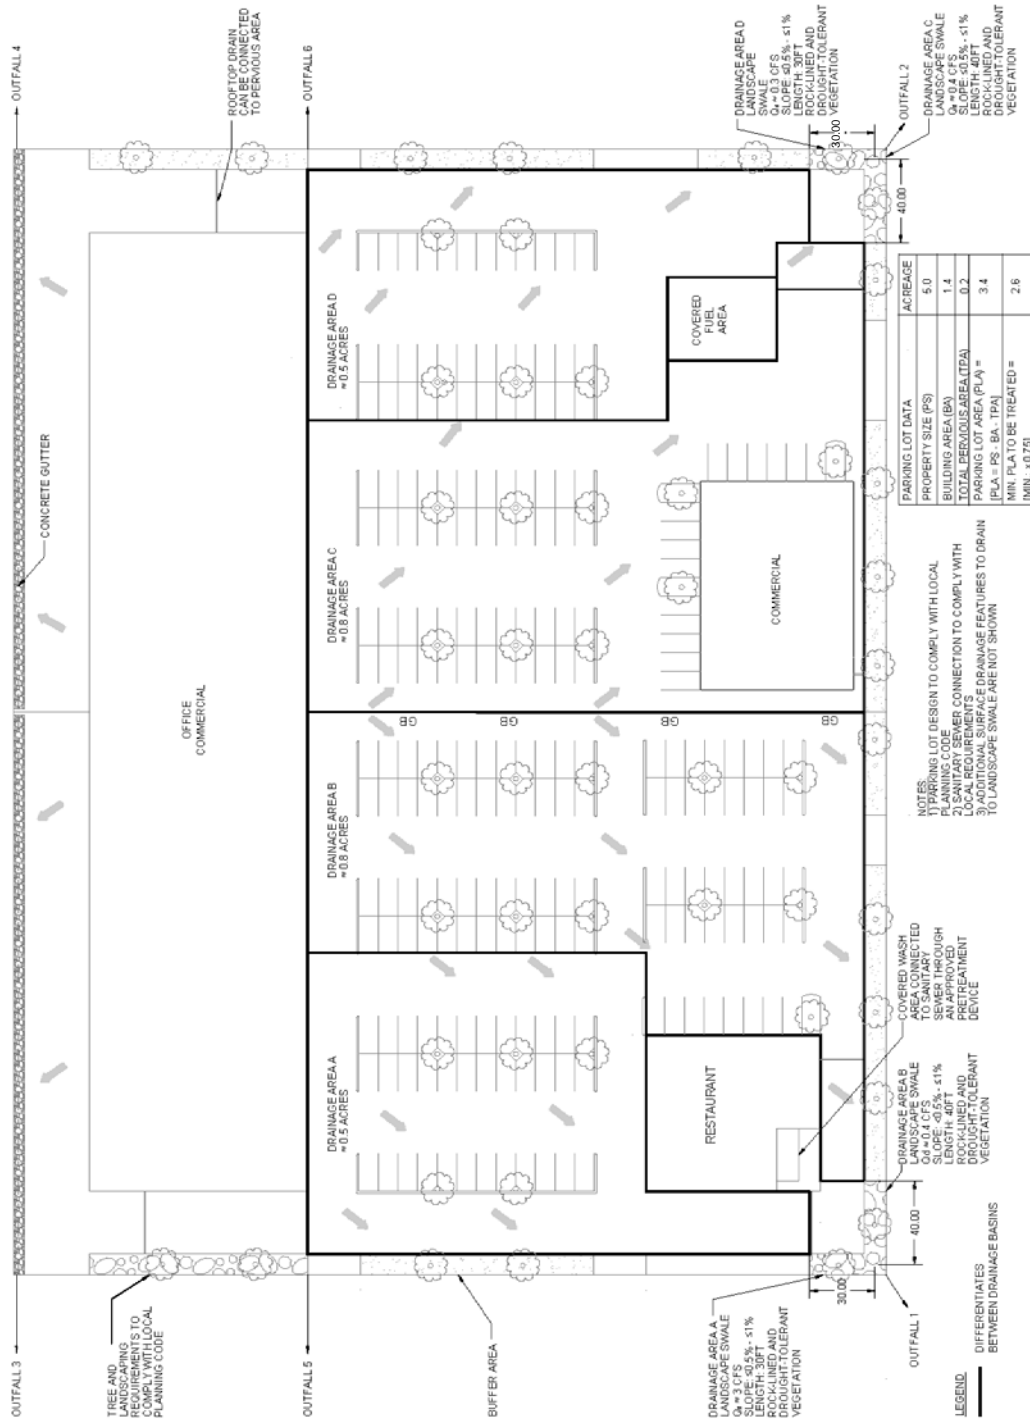 OUTFALL 3
OUTFALL 4
CONCRETE GUTTER
ROOFTOP DRAIN
CAN BE CONNECTED
TO PERVIOUS AREA
TREE AND
LANDSCAPING
REQUIREMENTS TO
COMPLY WITH LOCAL
PLANNING CODE
OFFICE
COMMERCIAL
OUTFALL 5
OUTFALL 6
DRAINAGE AREA A
≈ 0.5 ACRES
DRAINAGE AREA B
≈ 0.8 ACRES
DRAINAGE AREA C
≈ 0.8 ACRES
DRAINAGE AREA D
≈ 0.5 ACRES
BUFFER AREA
RESTAURANT
COMMERCIAL
COVERED
FUEL
AREA
DRAINAGE AREA A
LANDSCAPE SWALE
SLOPE: ≤0.5% - ≤1%
LENGTH: 30FT
ROCK-LINED AND
DROUGHT-TOLERANT
VEGETATION
30.00
DRAINAGE AREA D
LANDSCAPE
SWALE
≈ 0.3 CFS
SLOPE: ≤0.5% - ≤1%
LENGTH: 30FT
ROCK-LINED AND
DROUGHT-TOLERANT
VEGETATION
30.00
OUTFALL 1
40.00
DRAINAGE AREA B
LANDSCAPE SWALE
≈ 0.4 CFS
SLOPE: <0.5% - ≤1%
LENGTH: 40FT
ROCK-LINED AND
DROUGHT-TOLERANT
VEGETATION
COVERED WASH
AREA CONNECTED
TO SANITARY
SEWER THROUGH
AN APPROVED
PRETREATMENT
DEVICE
40.00
OUTFALL 2
DRAINAGE AREA C
LANDSCAPE SWALE
≈ 0.4 CFS
SLOPE: ≤0.5% - ≤1%
LENGTH: 40FT
ROCK-LINED AND
DROUGHT-TOLERANT
VEGETATION
NOTES:
1) PARKING LOT DESIGN TO COMPLY WITH LOCAL
PLANNING CODE
2) SANITARY SEWER CONNECTION TO COMPLY WITH
LOCAL REQUIREMENTS
3) ADDITIONAL SURFACE DRAINAGE FEATURES TO DRAIN
TO LANDSCAPE SWALE ARE NOT SHOWN
PARKING LOT DATA ACREAGE
PROPERTY SIZE (PS) 5.0
BUILDING AREA (BA) 1.4
TOTAL PERVIOUS AREA (TPA) 0.2
PARKING LOT AREA (PLA) = 3.4
[PLA = PS - BA - TPA]
MIN. PLA TO BE TREATED = 2.6
LEGEND
DIFFERENTIATES
BETWEEN DRAINAGE BASINS